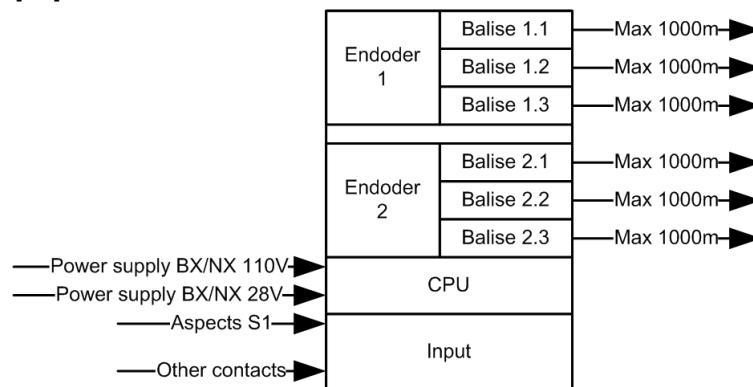 Endoder
1
Balise 1.1
Max 1000m
Balise 1.2
Max 1000m
Balise 1.3
Max 1000m
Endoder
2
Balise 2.1
Max 1000m
Balise 2.2
Max 1000m
Balise 2.3
Max 1000m
Power supply BX/NX 110V
Power supply BX/NX 28V
CPU
Aspects S1
Other contacts
Input